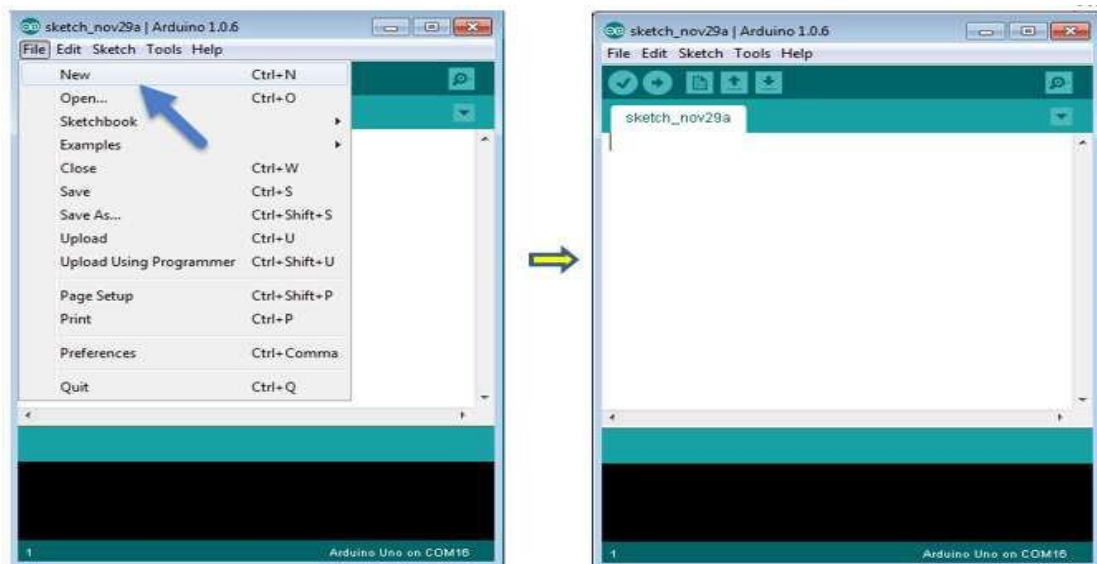 sketch_nov29a | Arduino 1.0.6
File Edit Sketch Tools Help
New Ctrl+N
Open... Ctrl+O
Sketchbook
Examples
Close Ctrl+W
Save Ctrl+S
Save As... Ctrl+Shift+S
Upload Ctrl+U
Upload Using Programmer Ctrl+Shift+U
Page Setup Ctrl+Shift+P
Print Ctrl+P
Preferences Ctrl+Comma
Quit Ctrl+Q
1 Arduino Uno on COM16
sketch_nov29a | Arduino 1.0.6
File Edit Sketch Tools Help
sketch_nov29a
1 Arduino Uno on COM16